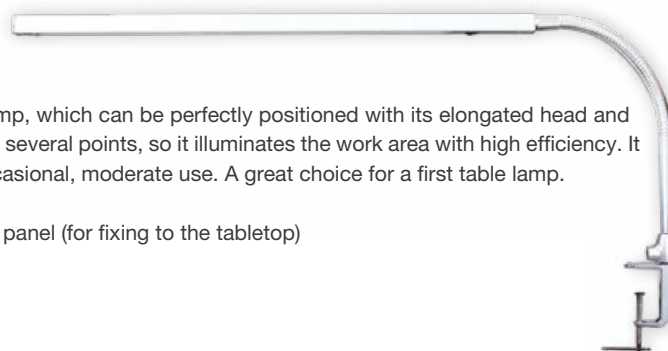 mp, which can be perfectly positioned with its elongated head and
several points, so it illuminates the work area with high efficiency. It
casional, moderate use. A great choice for a first table lamp.
panel (for fixing to the tabletop)